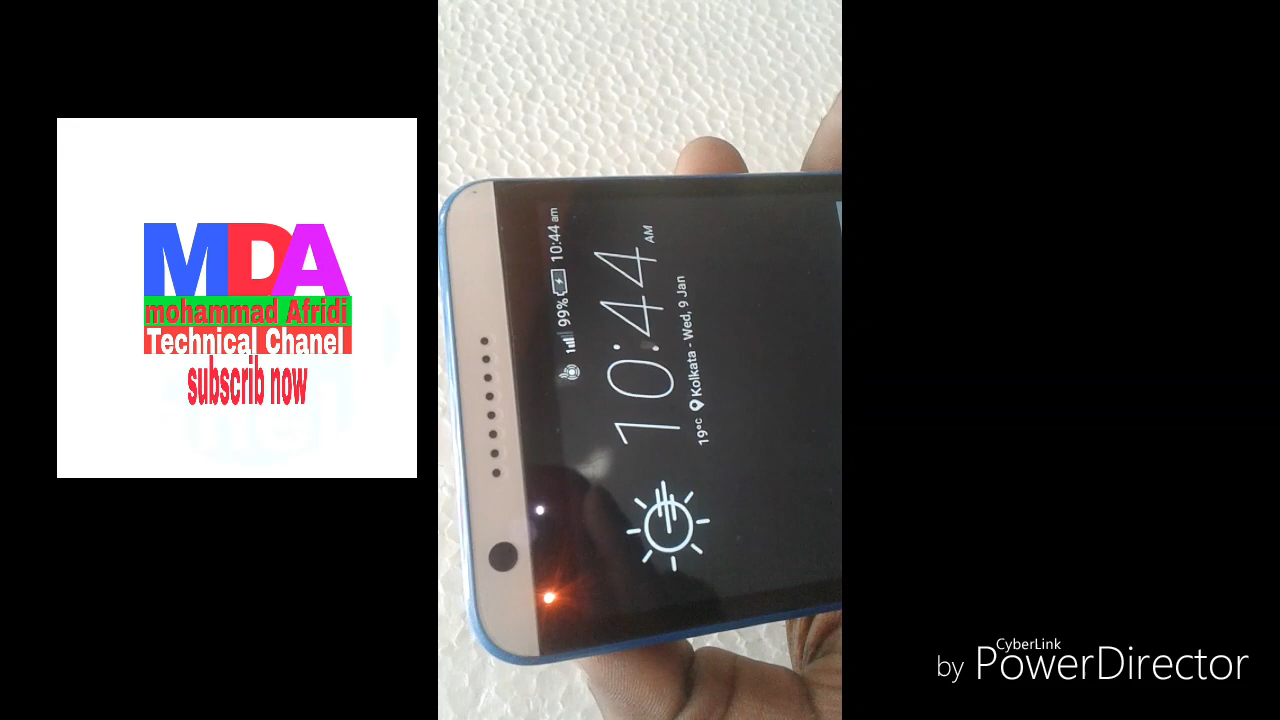 MDA
mohammad Afridi
Technical Chanel
subscrib now
99% 10:44 am
10:44 AM
19°C Kolkata - Wed, 9 Jan
CyberLink
by PowerDirector